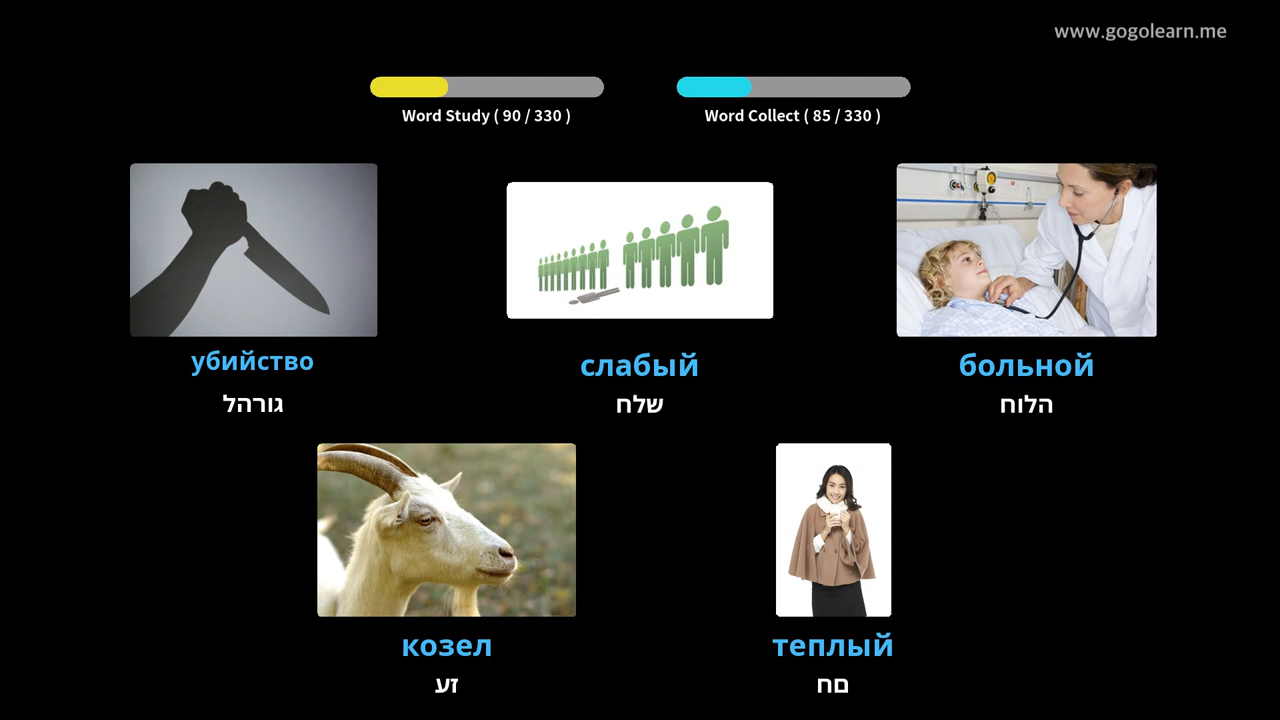 www.gogolearn.me
Word Study ( 90 / 330 )
Word Collect ( 85 / 330 )
убийство
גורהל
слабый
שלח
больной
הלוח
козел
זע
теплый
םח